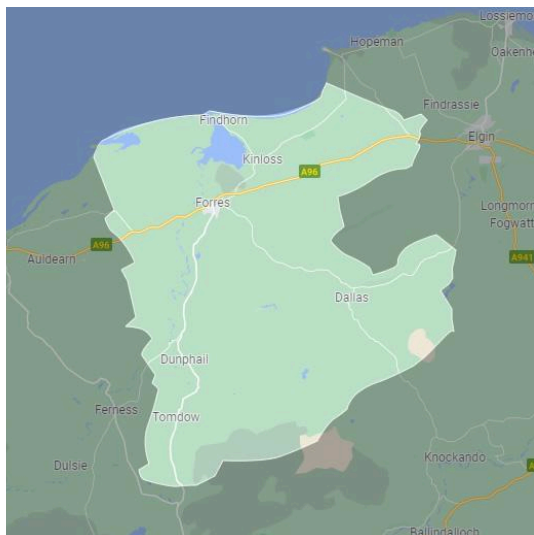 Lossiemo
Hopeman
Oakenhe
Findrassie
Findhorn
Elgin
Kinloss
A96
Forres
Longmorn
Fogwatt
A96
Auldearn
A941
Dallas
Dunphail
Ferness
Tomdow
Dulsie
Knockando
A
Ballindalloch